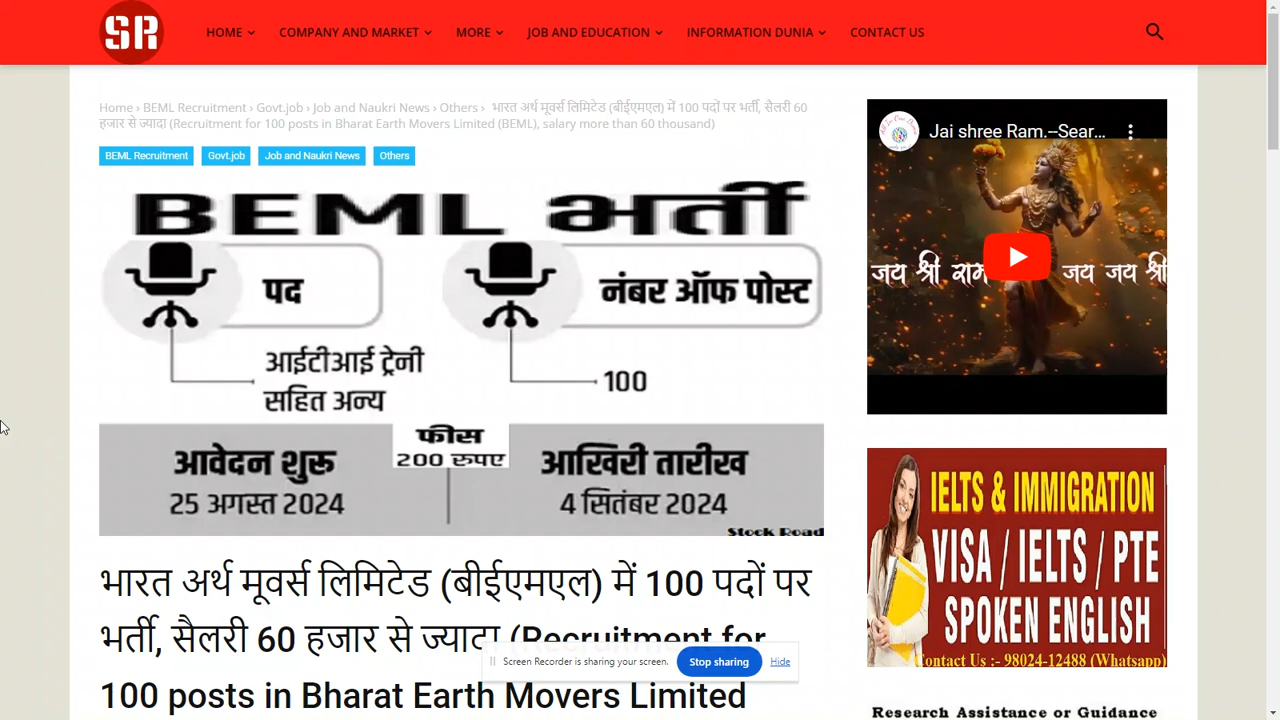 SR
HOME
COMPANY AND MARKET
MORE
JOB AND EDUCATION
INFORMATION DUNIA
CONTACT US
Home › BEML Recruitment › Govt.job › Job and Naukri News › Others › भारत अर्थ मूवर्स लिमिटेड (बीईएमएल) में 100 पदों पर भर्ती, सैलरी 60
हजार से ज्यादा (Recruitment for 100 posts in Bharat Earth Movers Limited (BEML), salary more than 60 thousand)
BEML Recruitment
Govt.job
Job and Naukri News
Others
BEML भर्ती
पद
नंबर ऑफ पोस्ट
आईटीआई ट्रेनी
सहित अन्य
100
फीस
200 रुपए
आवेदन शुरू
25 अगस्त 2024
आखिरी तारीख
4 सितंबर 2024
Stock Road
भारत अर्थ मूवर्स लिमिटेड (बीईएमएल) में 100 पदों पर
भर्ती, सैलरी 60 हजार से ज्यादा (Recruitment for
100 posts in Bharat Earth Movers Limited
Screen Recorder is sharing your screen.
Stop sharing
Hide
Jai shree Ram.--Sear...
जय श्री राम
जय जय श्री
IELTS & IMMIGRATION
VISA / IELTS / PTE
SPOKEN ENGLISH
Contact Us :- 98024-12488 (Whatsapp)
Research Assistance or Guidance